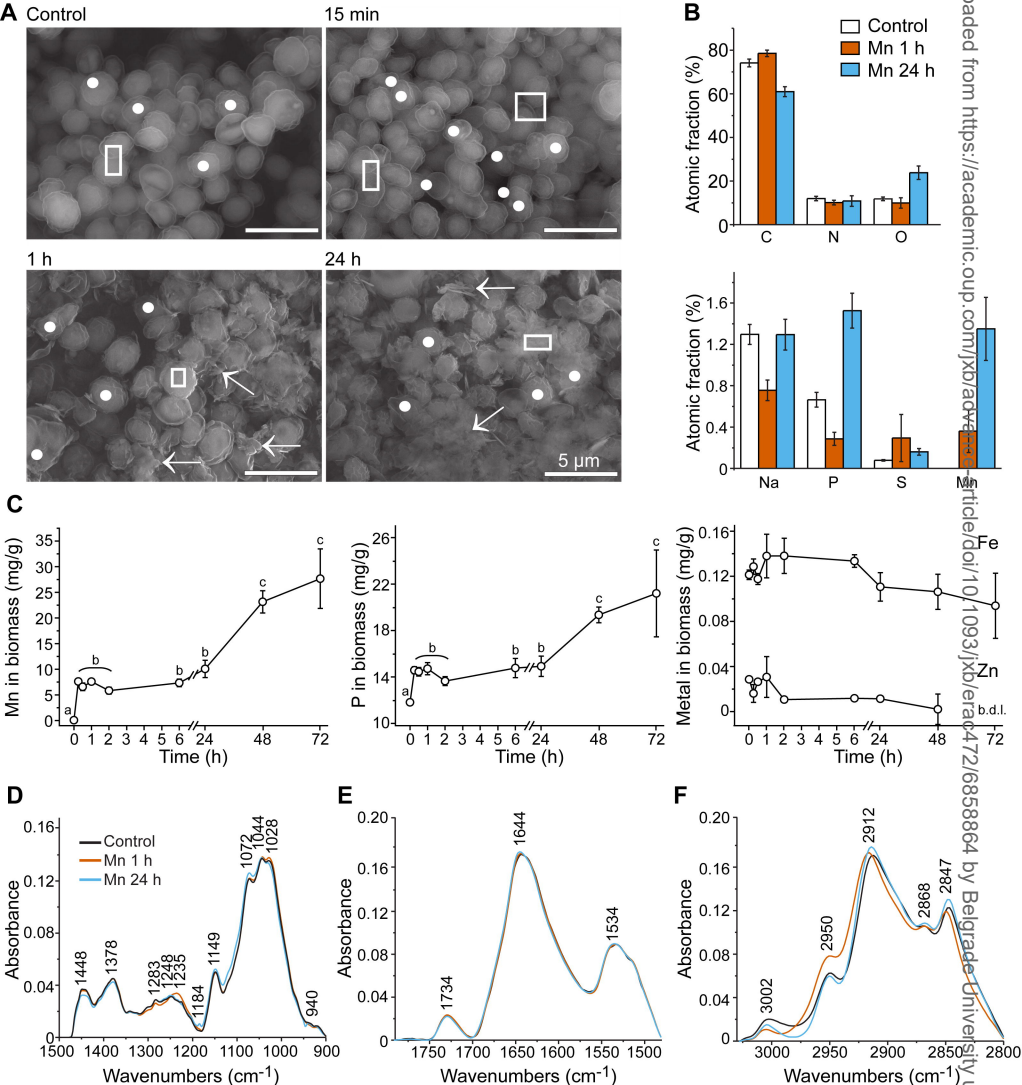 A Control
15 min
1 h
24 h
5 µm
B
Control
Mn 1 h
Mn 24 h
Atomic fraction (%)
80
60
40
20
0
C N O
Atomic fraction (%)
1.6
1.2
0.8
0.4
0
Na P S Mn
C
Mn in biomass (mg/g)
35
30
25
20
15
10
5
0
a
b
b
b
c
c
0 1 2 3 4 5 6 24 48 72
Time (h)
P in biomass (mg/g)
26
22
18
14
10
a
b
b
b
c
c
0 1 2 3 4 5 6 24 48 72
Time (h)
Metal in biomass (mg/g)
0.16
0.12
0.08
0.04
0
Fe
Zn
b.d.l.
0 1 2 3 4 5 6 24 48 72
Time (h)
D
Control
Mn 1 h
Mn 24 h
Absorbance
0.16
0.12
0.08
0.04
0
1448
1378
1283
1248
1235
1184
1149
1072
1044
1028
940
1500 1400 1300 1200 1100 1000 900
Wavenumbers (cm-1)
E
Absorbance
0.20
0.16
0.12
0.08
0.04
0
1734
1644
1534
1750 1650 1550 1500
Wavenumbers (cm-1)
F
Absorbance
0.20
0.16
0.12
0.08
0.04
0
3002
2950
2912
2868
2847
3000 2950 2900 2850 2800
Wavenumbers (cm-1)
oaded from https://academic.oup.com/jxb/advance-article/doi/10.1093/jxb/erac472/6858864 by Belgrade University